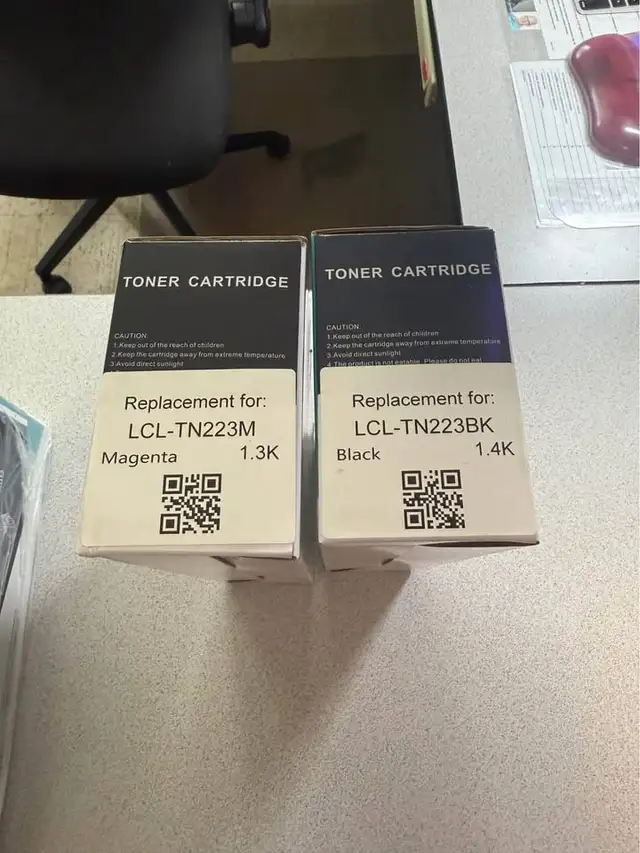 TONER CARTRIDGE
CAUTION:
1.Keep out of the reach of children
2.Keep the cartridge away from extreme temperature
3.Avoid direct sunlight
Replacement for:
LCL-TN223M
Magenta 1.3K
TONER CARTRIDGE
CAUTION:
1.Keep out of the reach of children
2.Keep the cartridge away from extreme temperature
3.Avoid direct sunlight
4.The product is not eatable. Please do not eat
Replacement for:
LCL-TN223BK
Black 1.4K